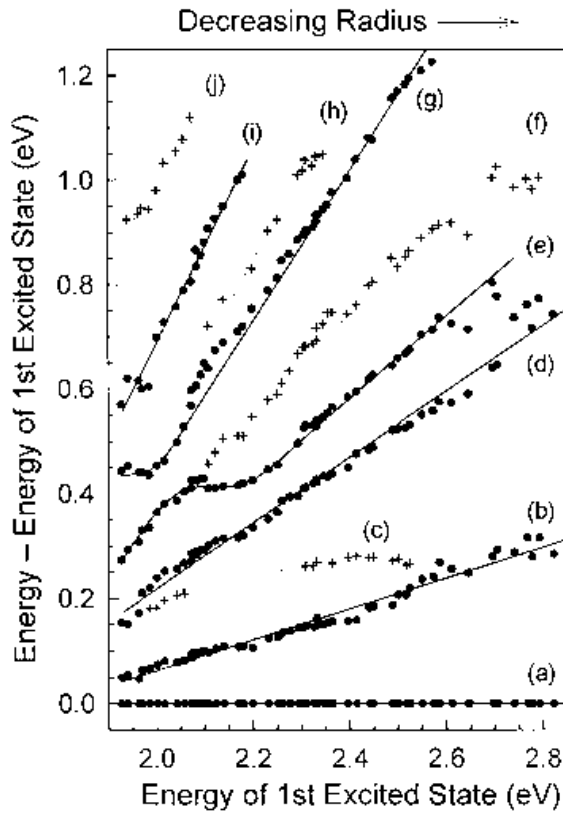 Decreasing Radius
1.2
1.0
0.8
0.6
0.4
0.2
0.0
Energy – Energy of 1st Excited State (eV)
(j)
(i)
(h)
(g)
(f)
(e)
(d)
(c)
(b)
(a)
2.0 2.2 2.4 2.6 2.8
Energy of 1st Excited State (eV)